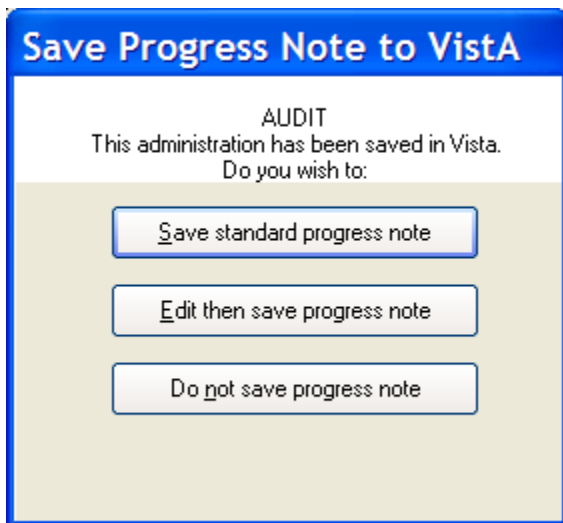 Save Progress Note to VistA
AUDIT
This administration has been saved in Vista.
Do you wish to:
Save standard progress note
Edit then save progress note
Do not save progress note